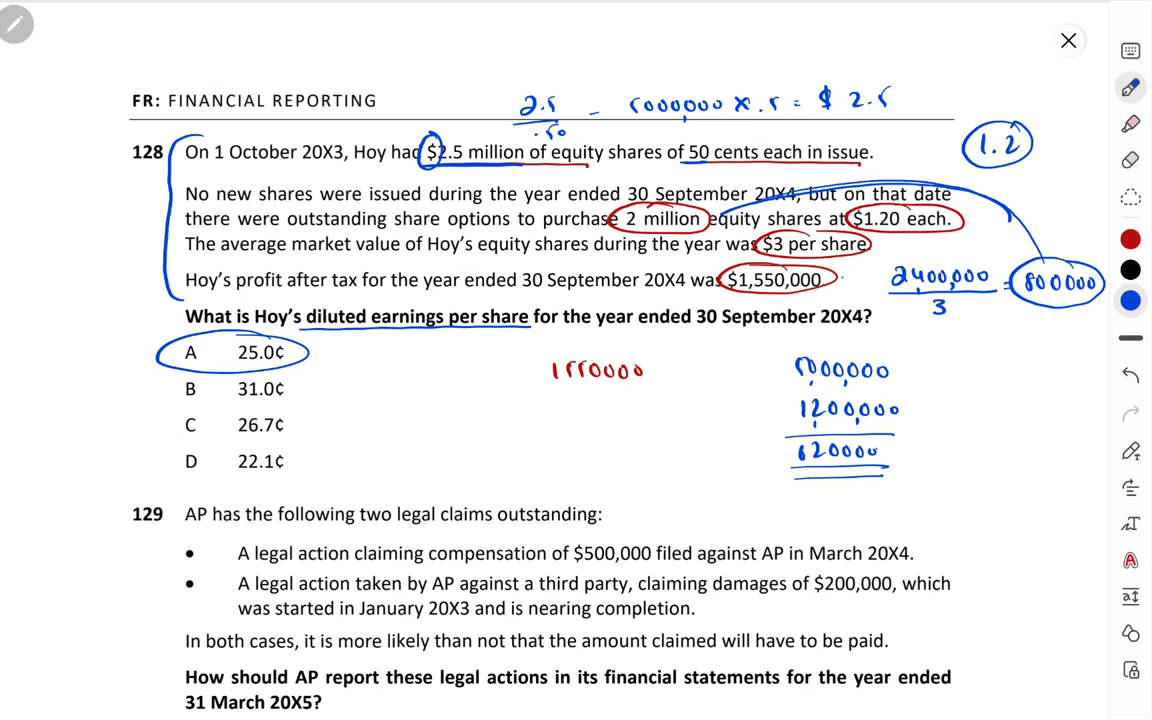 FR: FINANCIAL REPORTING
2.5
.50
- 5000,000 x .5 = $ 2.5
128 On 1 October 20X3, Hoy had $2.5 million of equity shares of 50 cents each in issue.
1.2
No new shares were issued during the year ended 30 September 20X4, but on that date
there were outstanding share options to purchase 2 million equity shares at $1.20 each.
The average market value of Hoy's equity shares during the year was $3 per share
Hoy's profit after tax for the year ended 30 September 20X4 was $1,550,000.
2400,000
3
= 800000
What is Hoy's diluted earnings per share for the year ended 30 September 20X4?
A 25.0¢
1550000
5000,000
B 31.0¢
1200,000
C 26.7¢
620000
D 22.1¢
129 AP has the following two legal claims outstanding:
• A legal action claiming compensation of $500,000 filed against AP in March 20X4.
• A legal action taken by AP against a third party, claiming damages of $200,000, which
was started in January 20X3 and is nearing completion.
In both cases, it is more likely than not that the amount claimed will have to be paid.
How should AP report these legal actions in its financial statements for the year ended
31 March 20X5?